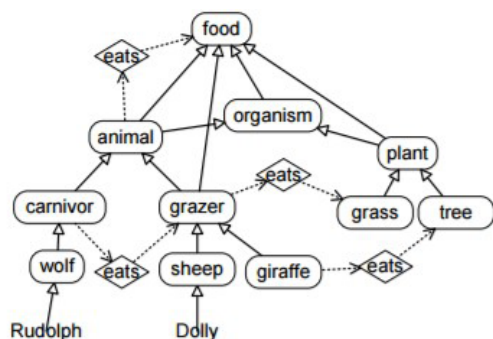 food
eats
organism
animal
plant
eats
carnivor
grazer
grass
tree
wolf
eats
sheep
giraffe
eats
Rudolph
Dolly